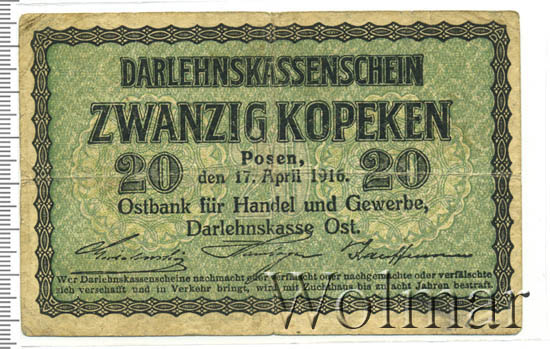 DARLEHNSKASSENSCHEIN
ZWANZIG KOPEKEN
20 Posen, 20
den 17. April 1916.
Ostbank für Handel und Gewerbe,
Darlehnskasse Ost.
Wer Darlehnskassenscheine nachmacht oder verfälscht oder nachgemachte oder verfälschte
sich verschafft und in Verkehr bringt, wird mit Zuchthaus bis zu acht Jahren bestraft.
Wolmar